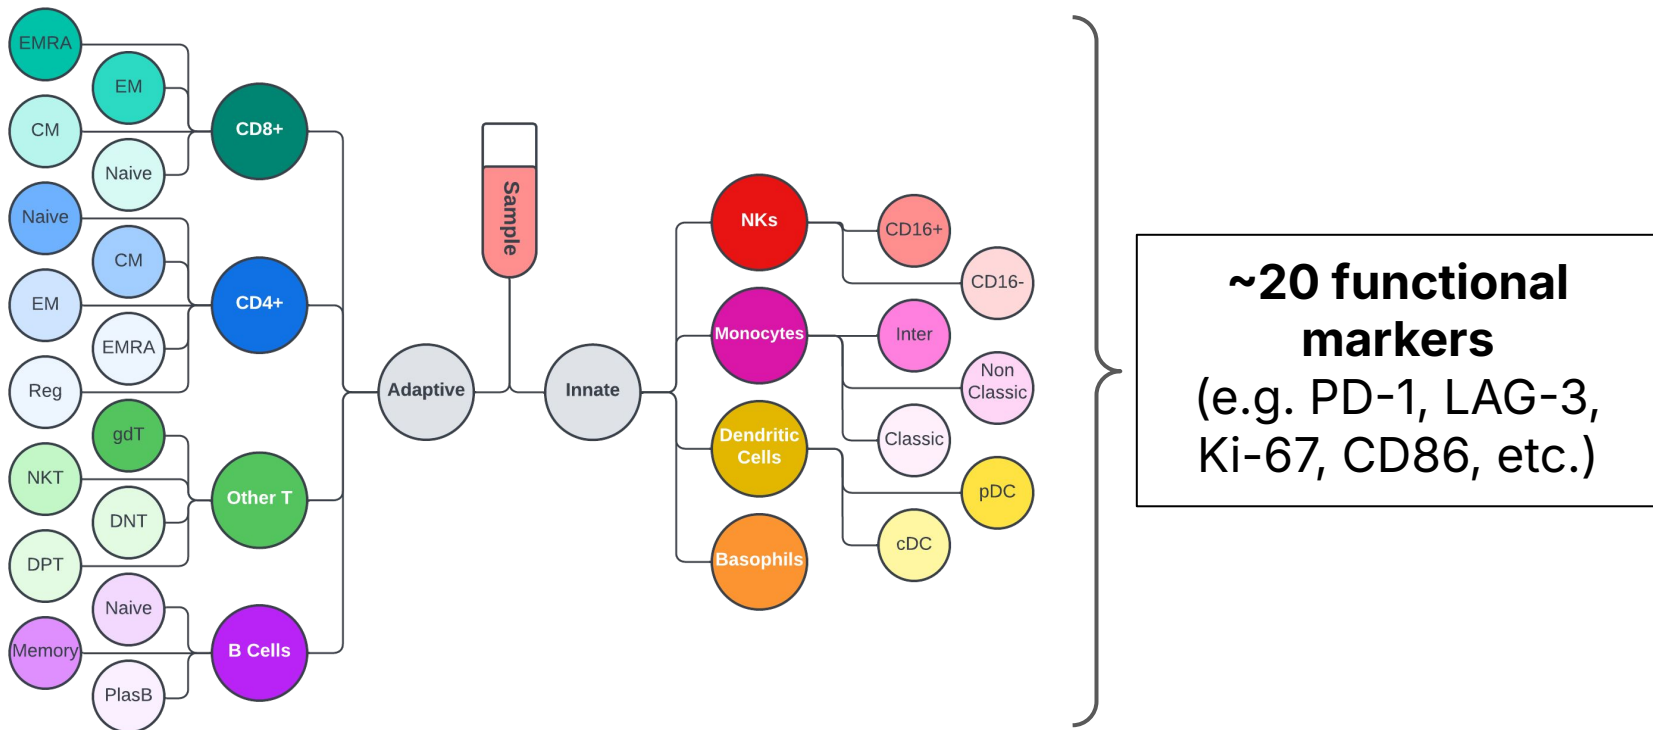 EMRA
EM
CM
Naive
CD8+
Naive
CM
EM
EMRA
Reg
CD4+
gdT
NKT
DNT
DPT
Other T
Naive
Memory
PlasB
B Cells
Adaptive
Sample
Innate
NKs
CD16+
CD16-
Monocytes
Inter
Non
Classic
Classic
Dendritic
Cells
pDC
cDC
Basophils
~20 functional
markers
(e.g. PD-1, LAG-3,
Ki-67, CD86, etc.)